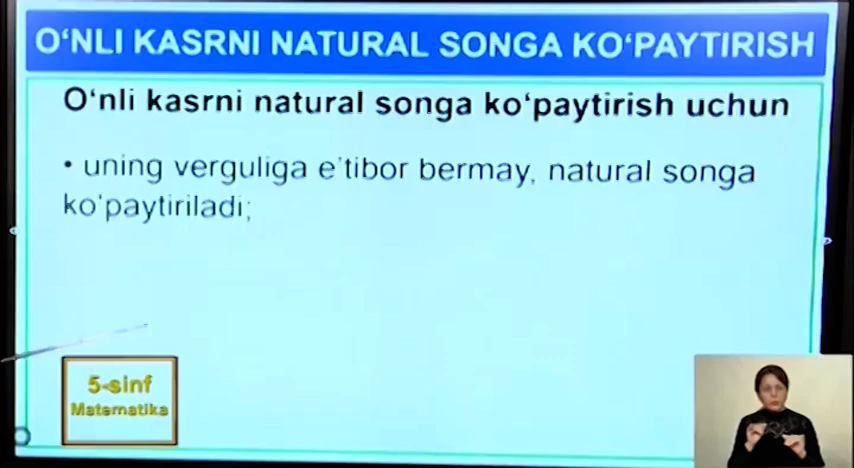 O‘NLI KASRNI NATURAL SONGA KO‘PAYTIRISH
O‘nli kasrni natural songa ko‘paytirish uchun
• uning verguliga e’tibor bermay, natural songa
ko‘paytiriladi;
5-sinf
Matematika